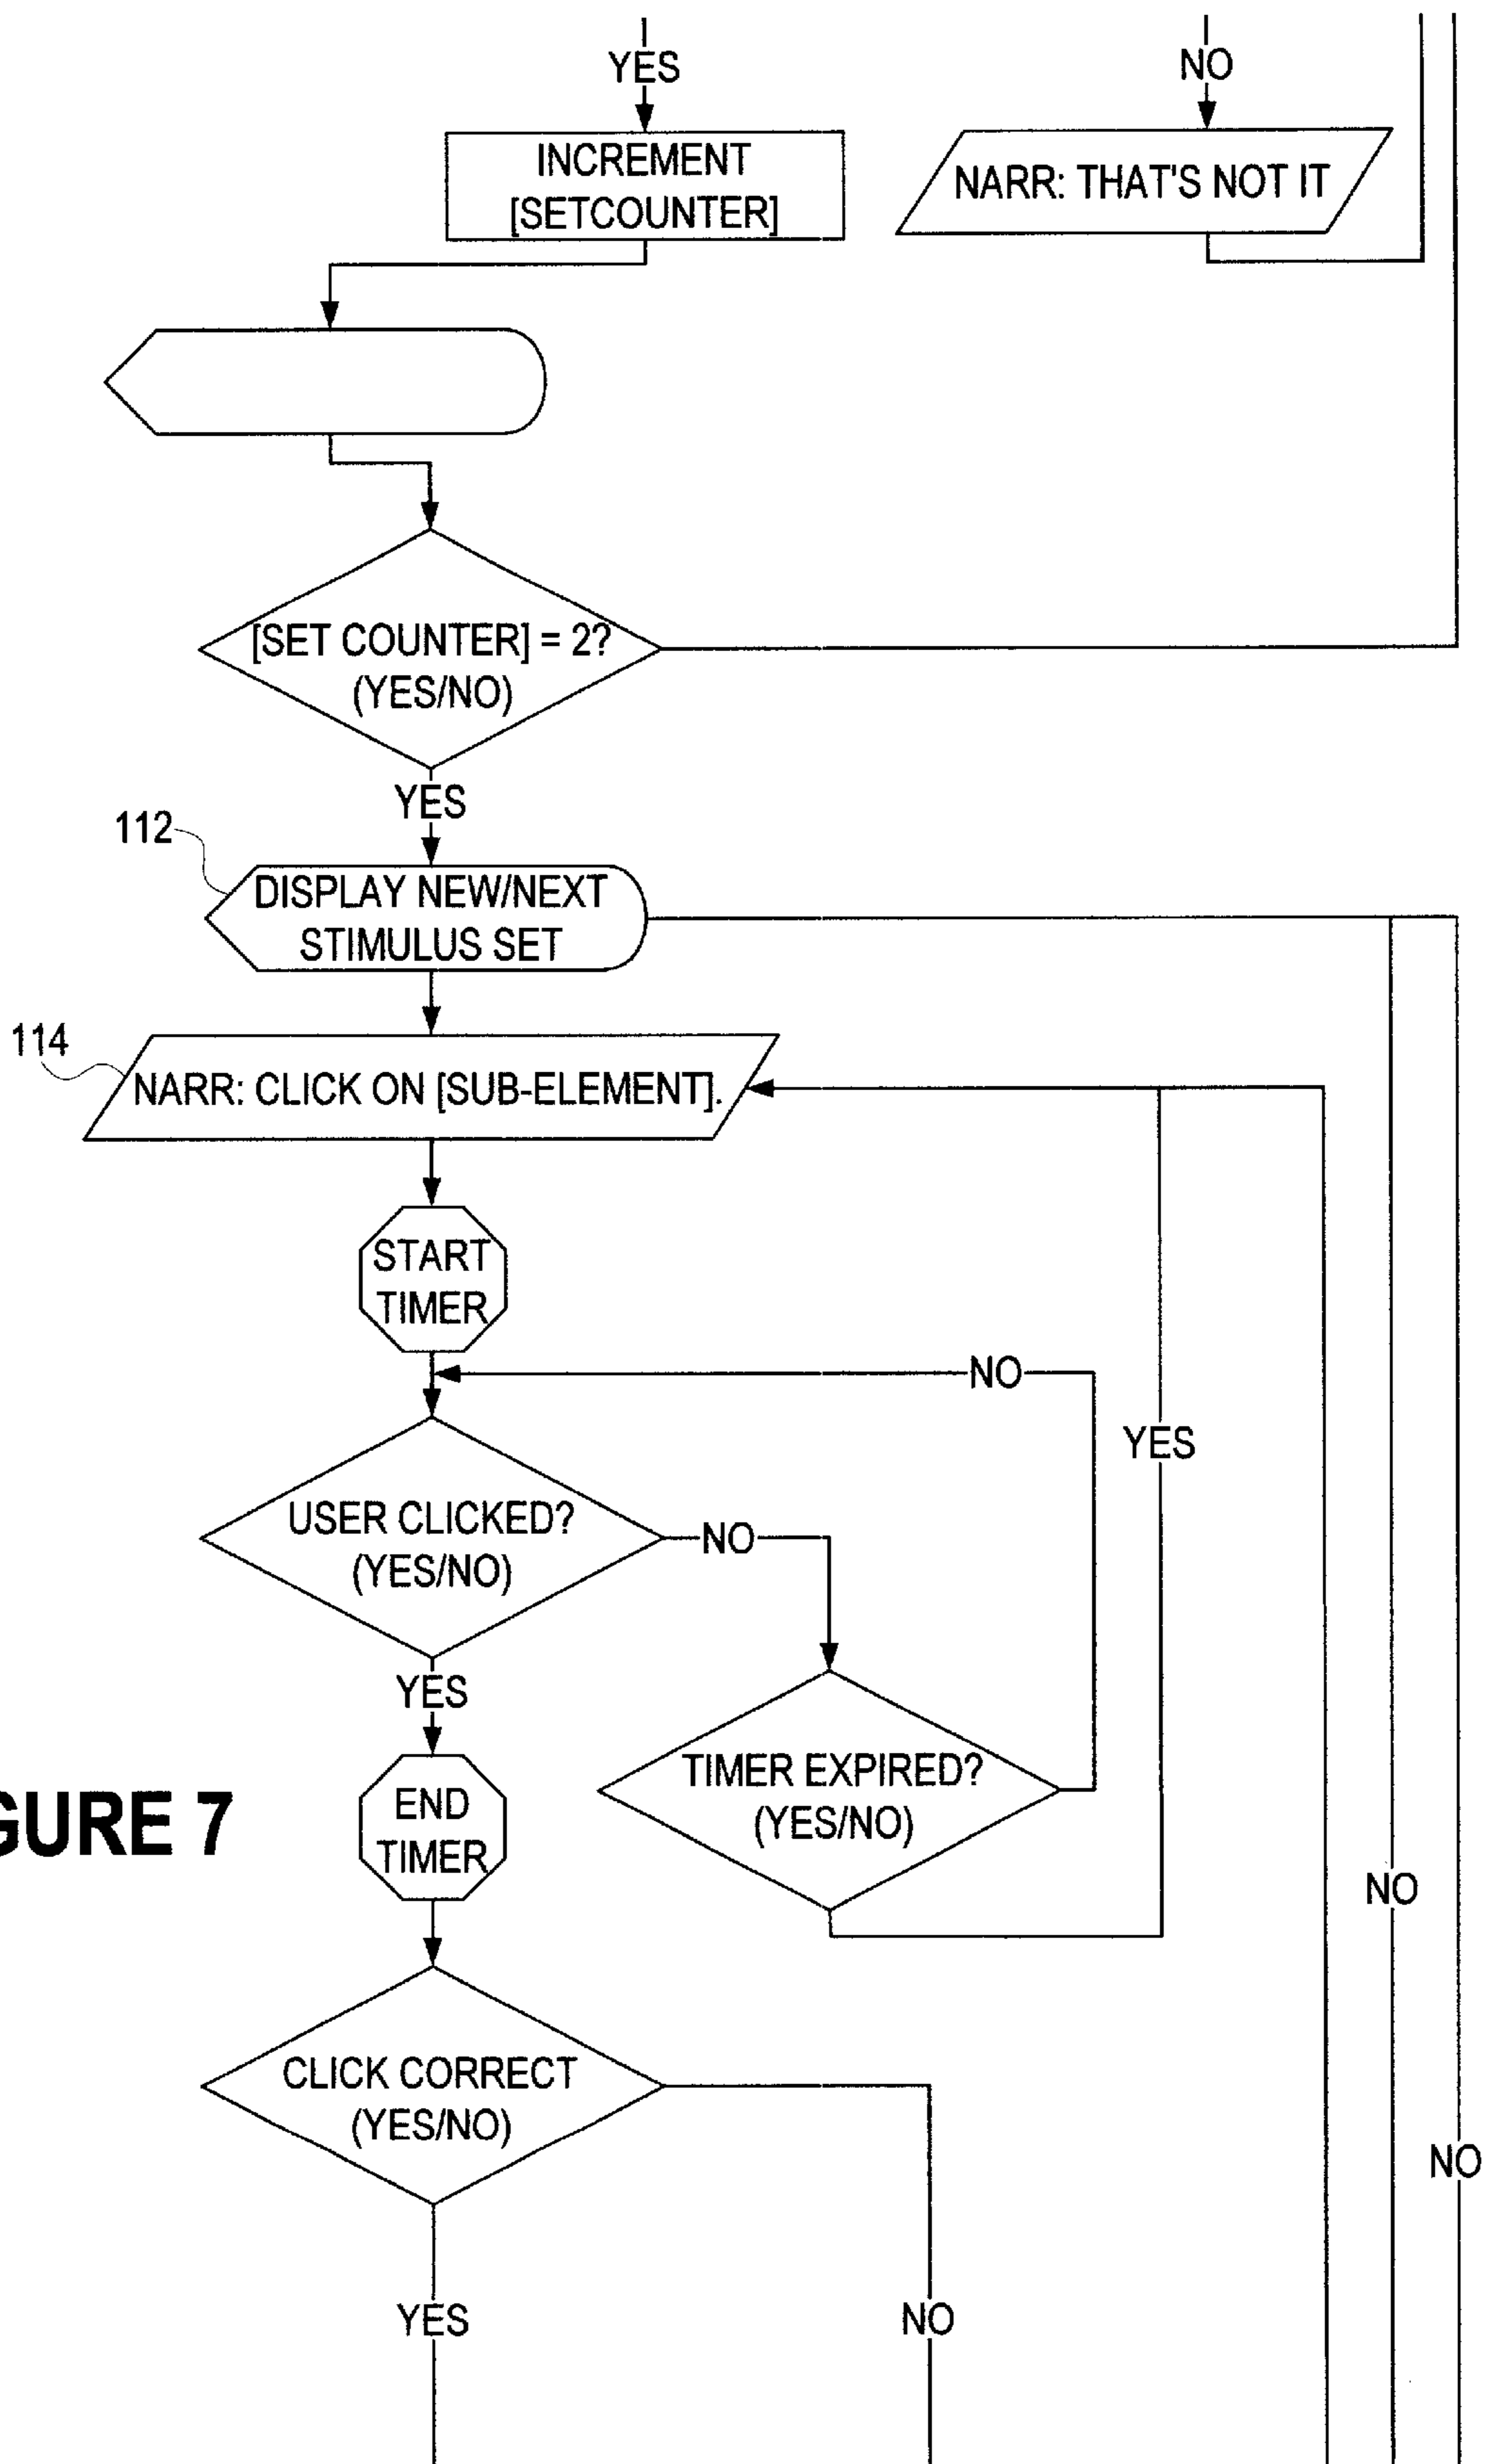 YES
NO
INCREMENT
[SETCOUNTER]
NARR: THAT'S NOT IT
[SET COUNTER] = 2?
(YES/NO)
YES
112
DISPLAY NEW/NEXT
STIMULUS SET
114
NARR: CLICK ON [SUB-ELEMENT].
START
TIMER
NO
YES
USER CLICKED?
(YES/NO)
NO
YES
TIMER EXPIRED?
(YES/NO)
END
TIMER
GURE 7
NO
CLICK CORRECT
(YES/NO)
NO
YES
NO